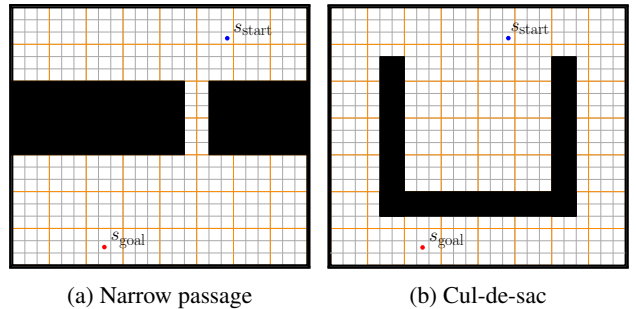 s_start
s_goal
(a) Narrow passage
s_start
s_goal
(b) Cul-de-sac